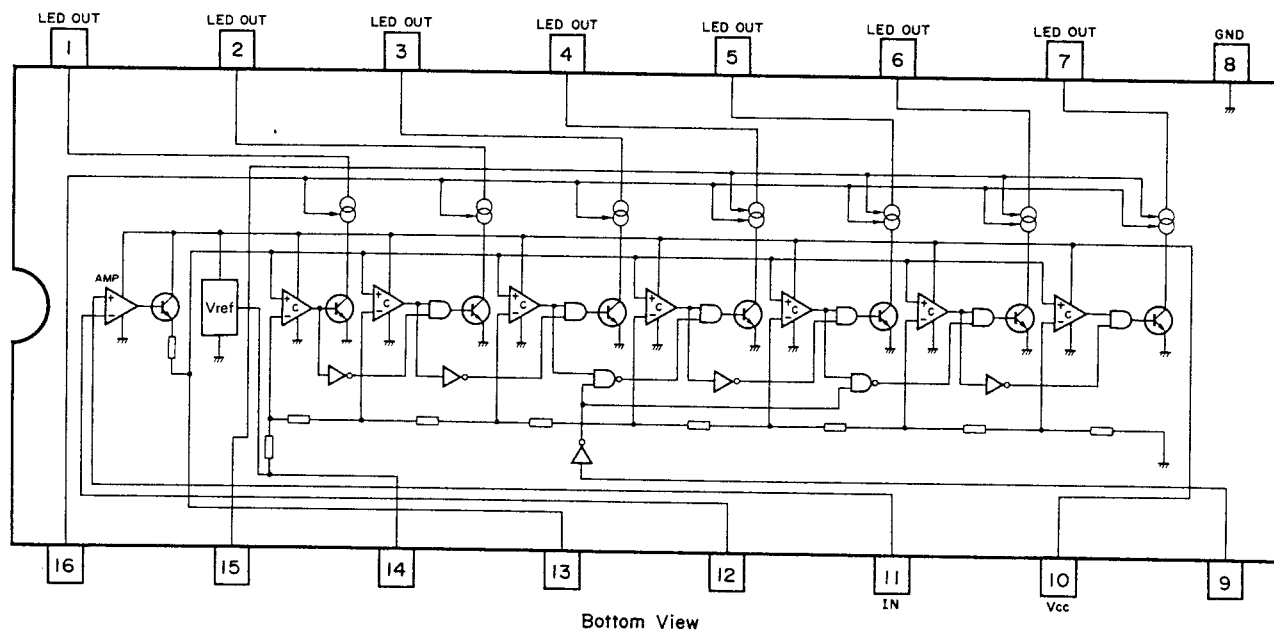 LED OUT LED OUT LED OUT LED OUT LED OUT LED OUT LED OUT GND
1 2 3 4 5 6 7 8
AMP
+
−
Vref
+ C −
+ C −
+ C −
+ C −
+ C −
+ C −
+ C −
16 15 14 13 12 11 10 9
IN Vcc
Bottom View